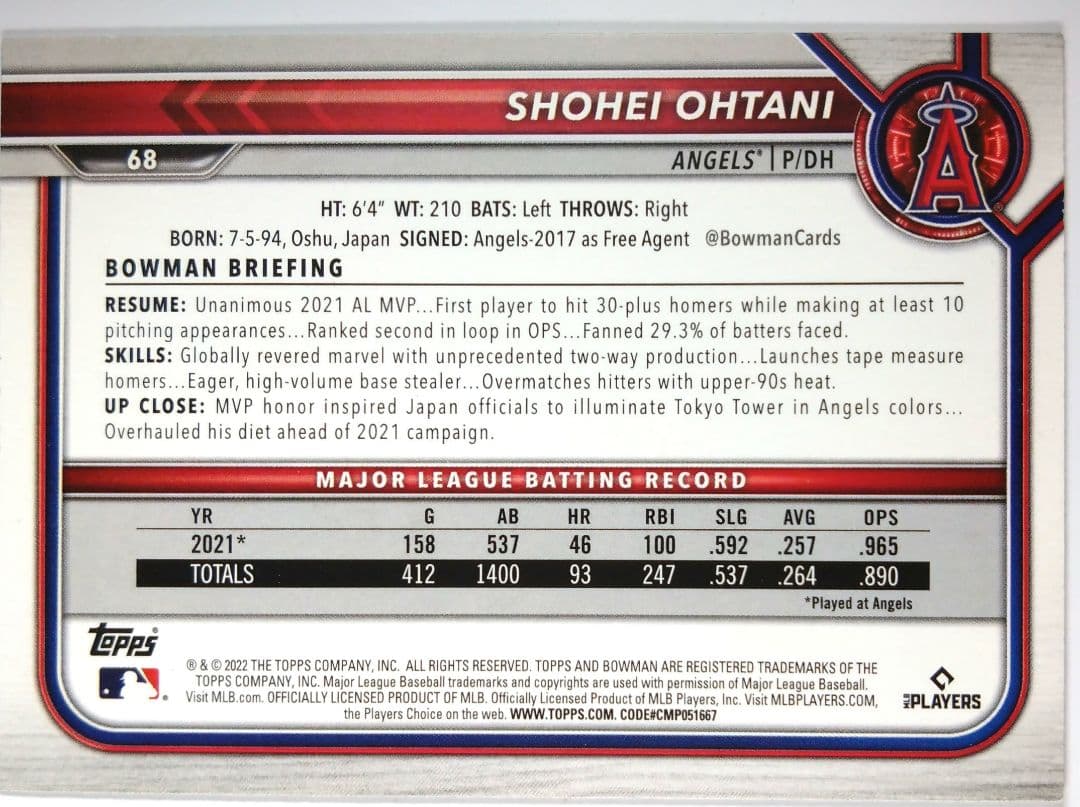 SHOHEI OHTANI
68
ANGELS® | P/DH
A
®
HT: 6'4" WT: 210 BATS: Left THROWS: Right
BORN: 7-5-94, Oshu, Japan SIGNED: Angels-2017 as Free Agent @BowmanCards
BOWMAN BRIEFING
RESUME: Unanimous 2021 AL MVP...First player to hit 30-plus homers while making at least 10
pitching appearances...Ranked second in loop in OPS...Fanned 29.3% of batters faced.
SKILLS: Globally revered marvel with unprecedented two-way production...Launches tape measure
homers...Eager, high-volume base stealer...Overmatches hitters with upper-90s heat.
UP CLOSE: MVP honor inspired Japan officials to illuminate Tokyo Tower in Angels colors...
Overhauled his diet ahead of 2021 campaign.
MAJOR LEAGUE BATTING RECORD
YR G AB HR RBI SLG AVG OPS
2021* 158 537 46 100 .592 .257 .965
TOTALS 412 1400 93 247 .537 .264 .890
*Played at Angels
Topps®
® & © 2022 THE TOPPS COMPANY, INC. ALL RIGHTS RESERVED. TOPPS AND BOWMAN ARE REGISTERED TRADEMARKS OF THE
TOPPS COMPANY, INC. Major League Baseball trademarks and copyrights are used with permission of Major League Baseball.
Visit MLB.com. OFFICIALLY LICENSED PRODUCT OF MLB. Officially Licensed Product of MLB Players, Inc. Visit MLBPLAYERS.COM,
the Players Choice on the web. WWW.TOPPS.COM. CODE#CMP051667
MLB PLAYERS